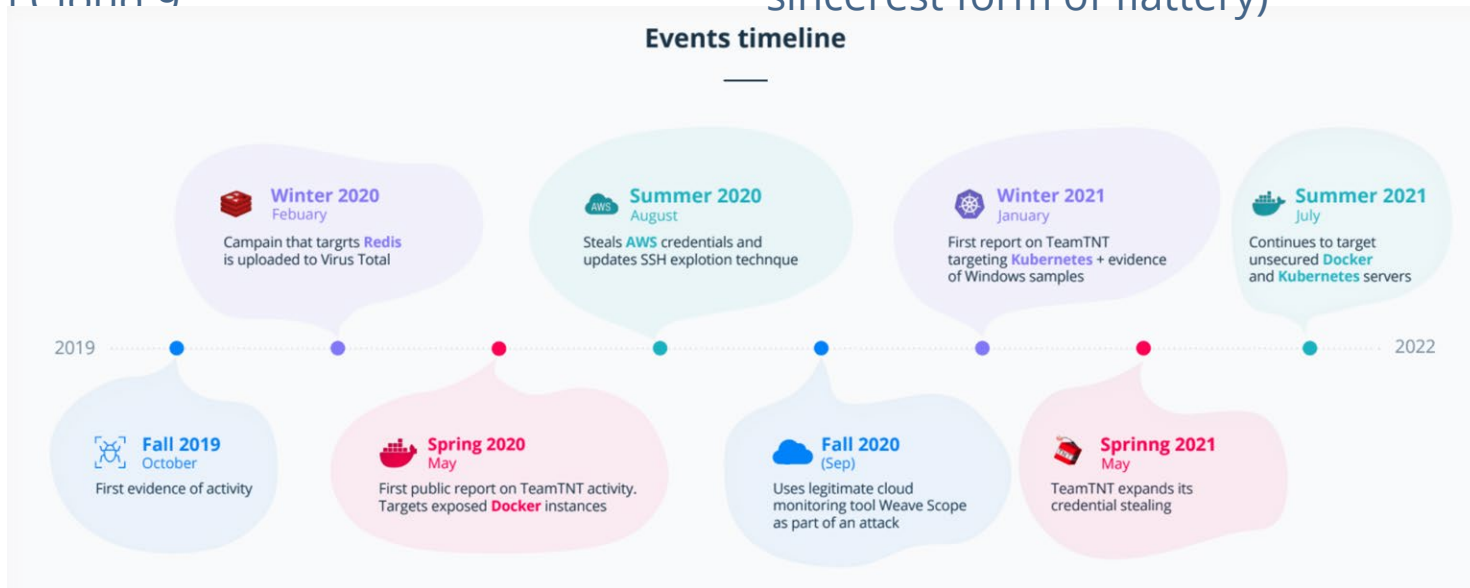 sincerest form of flattery)
Events timeline
Winter 2020
Febuary
Campain that targrts Redis
is uploaded to Virus Total
AWS
Summer 2020
August
Steals AWS credentials and
updates SSH explotion technque
Winter 2021
January
First report on TeamTNT
targeting Kubernetes + evidence
of Windows samples
Summer 2021
July
Continues to target
unsecured Docker
and Kubernetes servers
2019
2022
Fall 2019
October
First evidence of activity
Spring 2020
May
First public report on TeamTNT activity.
Targets exposed Docker instances
Fall 2020
(Sep)
Uses legitimate cloud
monitoring tool Weave Scope
as part of an attack
Sprinng 2021
May
TeamTNT expands its
credential stealing